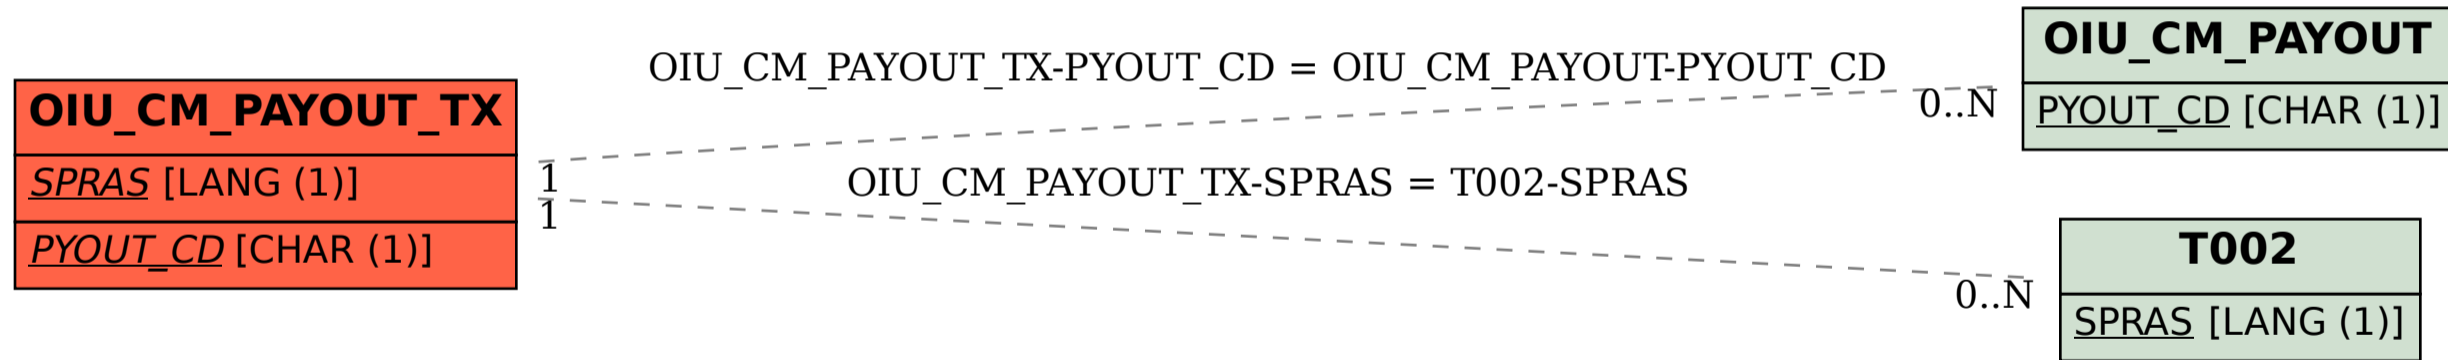 OIU_CM_PAYOUT_TX
SPRAS [LANG (1)]
PYOUT_CD [CHAR (1)]
OIU_CM_PAYOUT_TX-PYOUT_CD = OIU_CM_PAYOUT-PYOUT_CD
1
0..N
OIU_CM_PAYOUT_TX-SPRAS = T002-SPRAS
1
0..N
OIU_CM_PAYOUT
PYOUT_CD [CHAR (1)]
T002
SPRAS [LANG (1)]